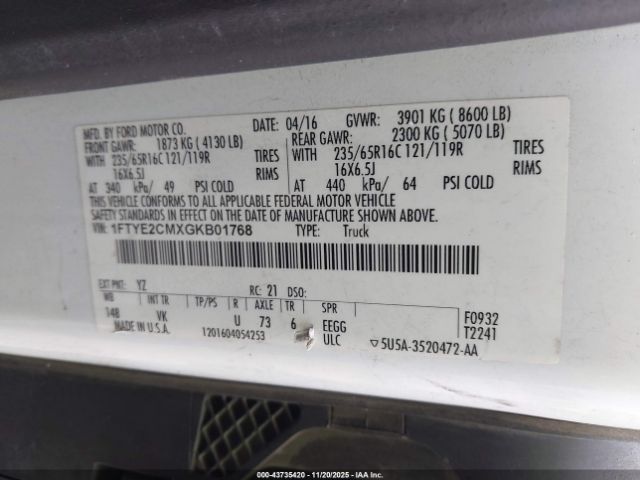 MFD. BY FORD MOTOR CO.
DATE: 04/16 GVWR: 3901 KG ( 8600 LB)
FRONT GAWR: 1873 KG ( 4130 LB)
REAR GAWR: 2300 KG ( 5070 LB)
WITH 235/65R16C 121/119R TIRES
WITH 235/65R16C 121/119R TIRES
16X6.5J RIMS
16X6.5J RIMS
AT 340 kPa/ 49 PSI COLD
AT 440 kPa/ 64 PSI COLD
THIS VEHICLE CONFORMS TO ALL APPLICABLE FEDERAL MOTOR VEHICLE
SAFETY STANDARDS IN EFFECT ON THE DATE OF MANUFACTURE SHOWN ABOVE.
VIN: 1FTYE2CMXGKB01768 TYPE: Truck
EXT PNT: YZ RC: 21 DSO:
WB INT TR TP/PS R AXLE TR SPR
148 VK U 73 6 EEGG
F0932
MADE IN U.S.A. 1201604054253 ULC
T2241
5U5A-3520472-AA
000-43735420 - 11/20/2025 - IAA, Inc.